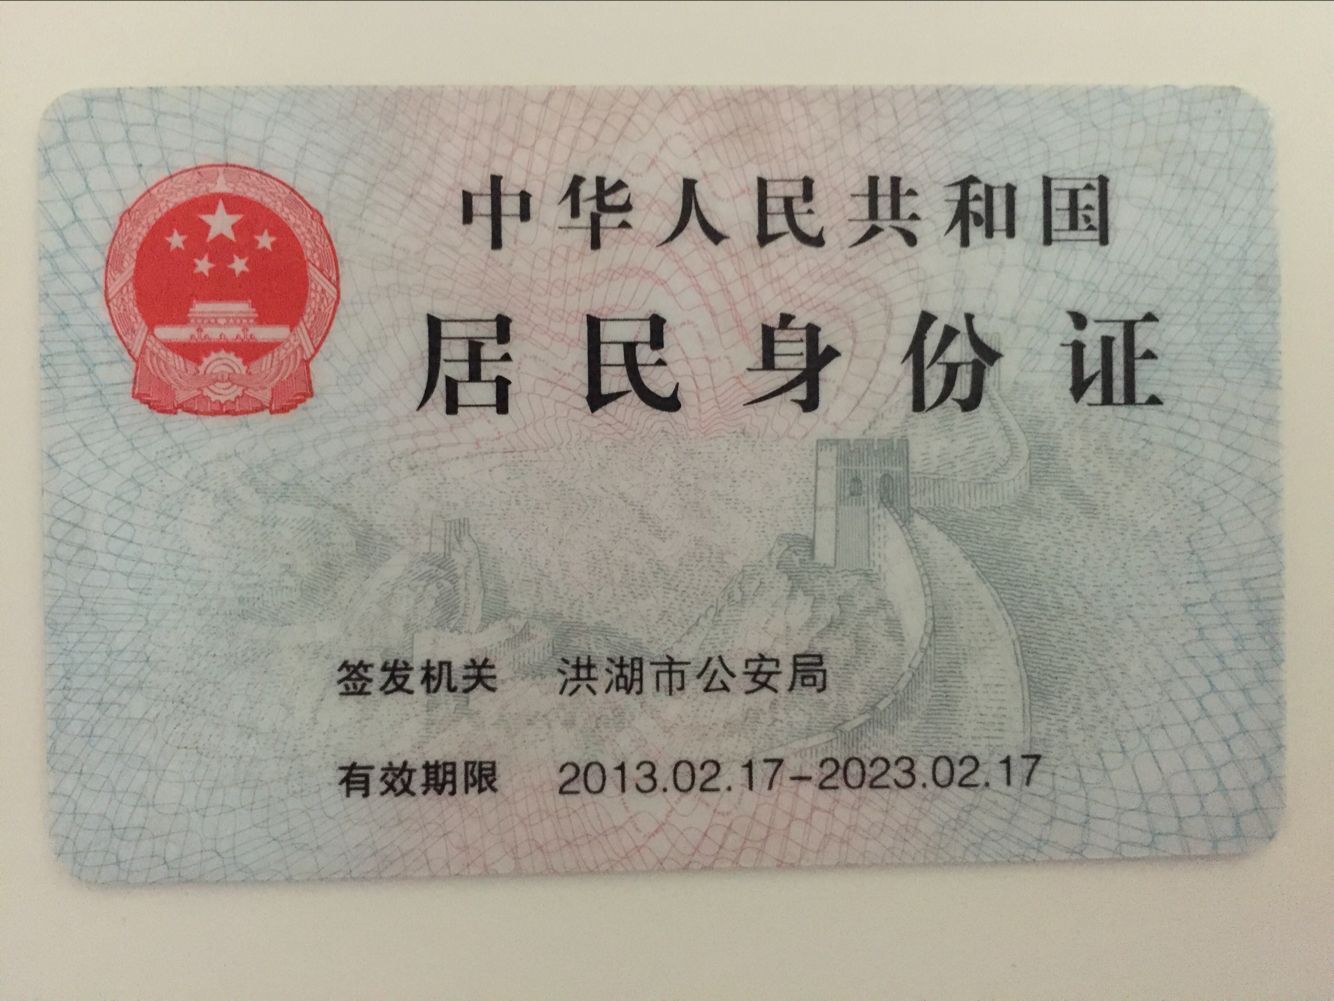 中华人民共和国
居民身份证
签发机关 洪湖市公安局
有效期限 2013.02.17-2023.02.17